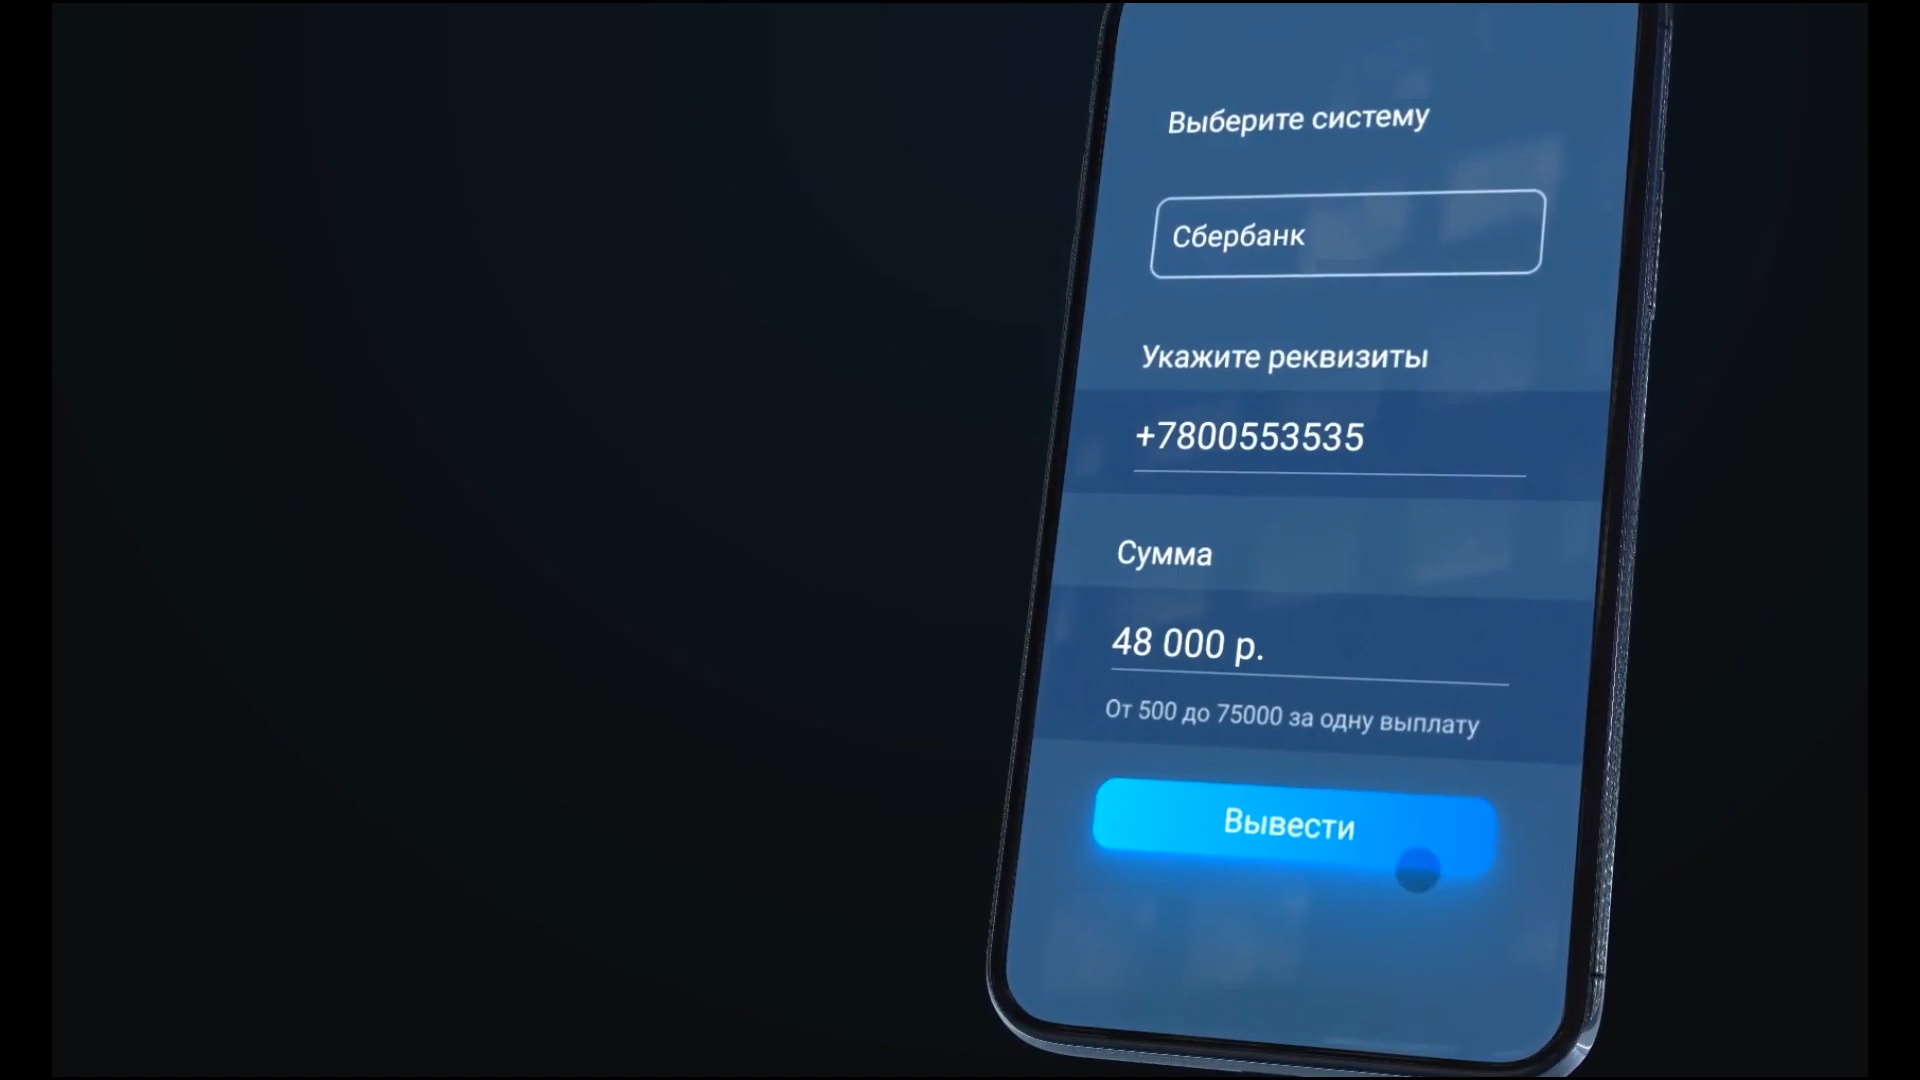 Выберите систему
Сбербанк
Укажите реквизиты
+7800553535
Сумма
48 000 р.
От 500 до 75000 за одну выплату
Вывести